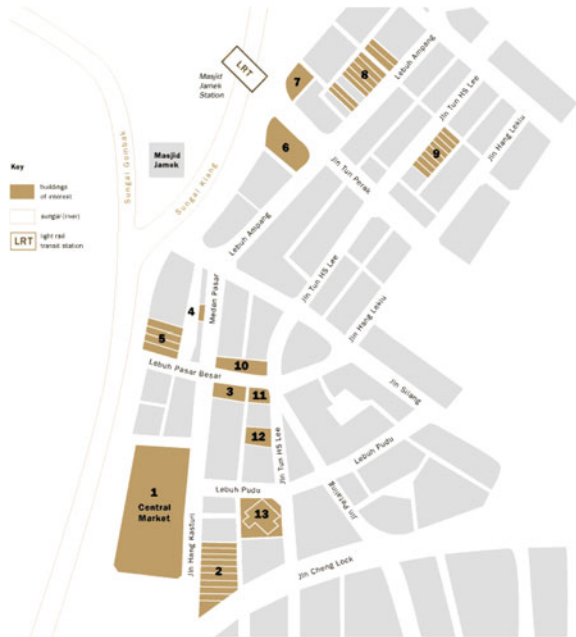 LRT
Masjid
Jamek
Station
7
8
Lebuh Ampang
Jln Tun HS Lee
Jln Hang Lekiu
9
6
Masjid
Jamek
Sungai Gombak
Sungai Klang
Jln Tun Perak
Key
buildings
of interest
sungai (river)
LRT
light rail
transit station
Lebuh Ampang
Jln Tun HS Lee
Jln Hang Lekiu
Medan Pasar
4
5
Lebuh Pasar Besar
10
3
11
Jln Silang
12
Jln Tun HS Lee
Lebuh Pudu
1
Central
Market
Lebuh Pudu
Jln Petaling
13
Jln Hang Kasturi
2
Jln Cheng Lock